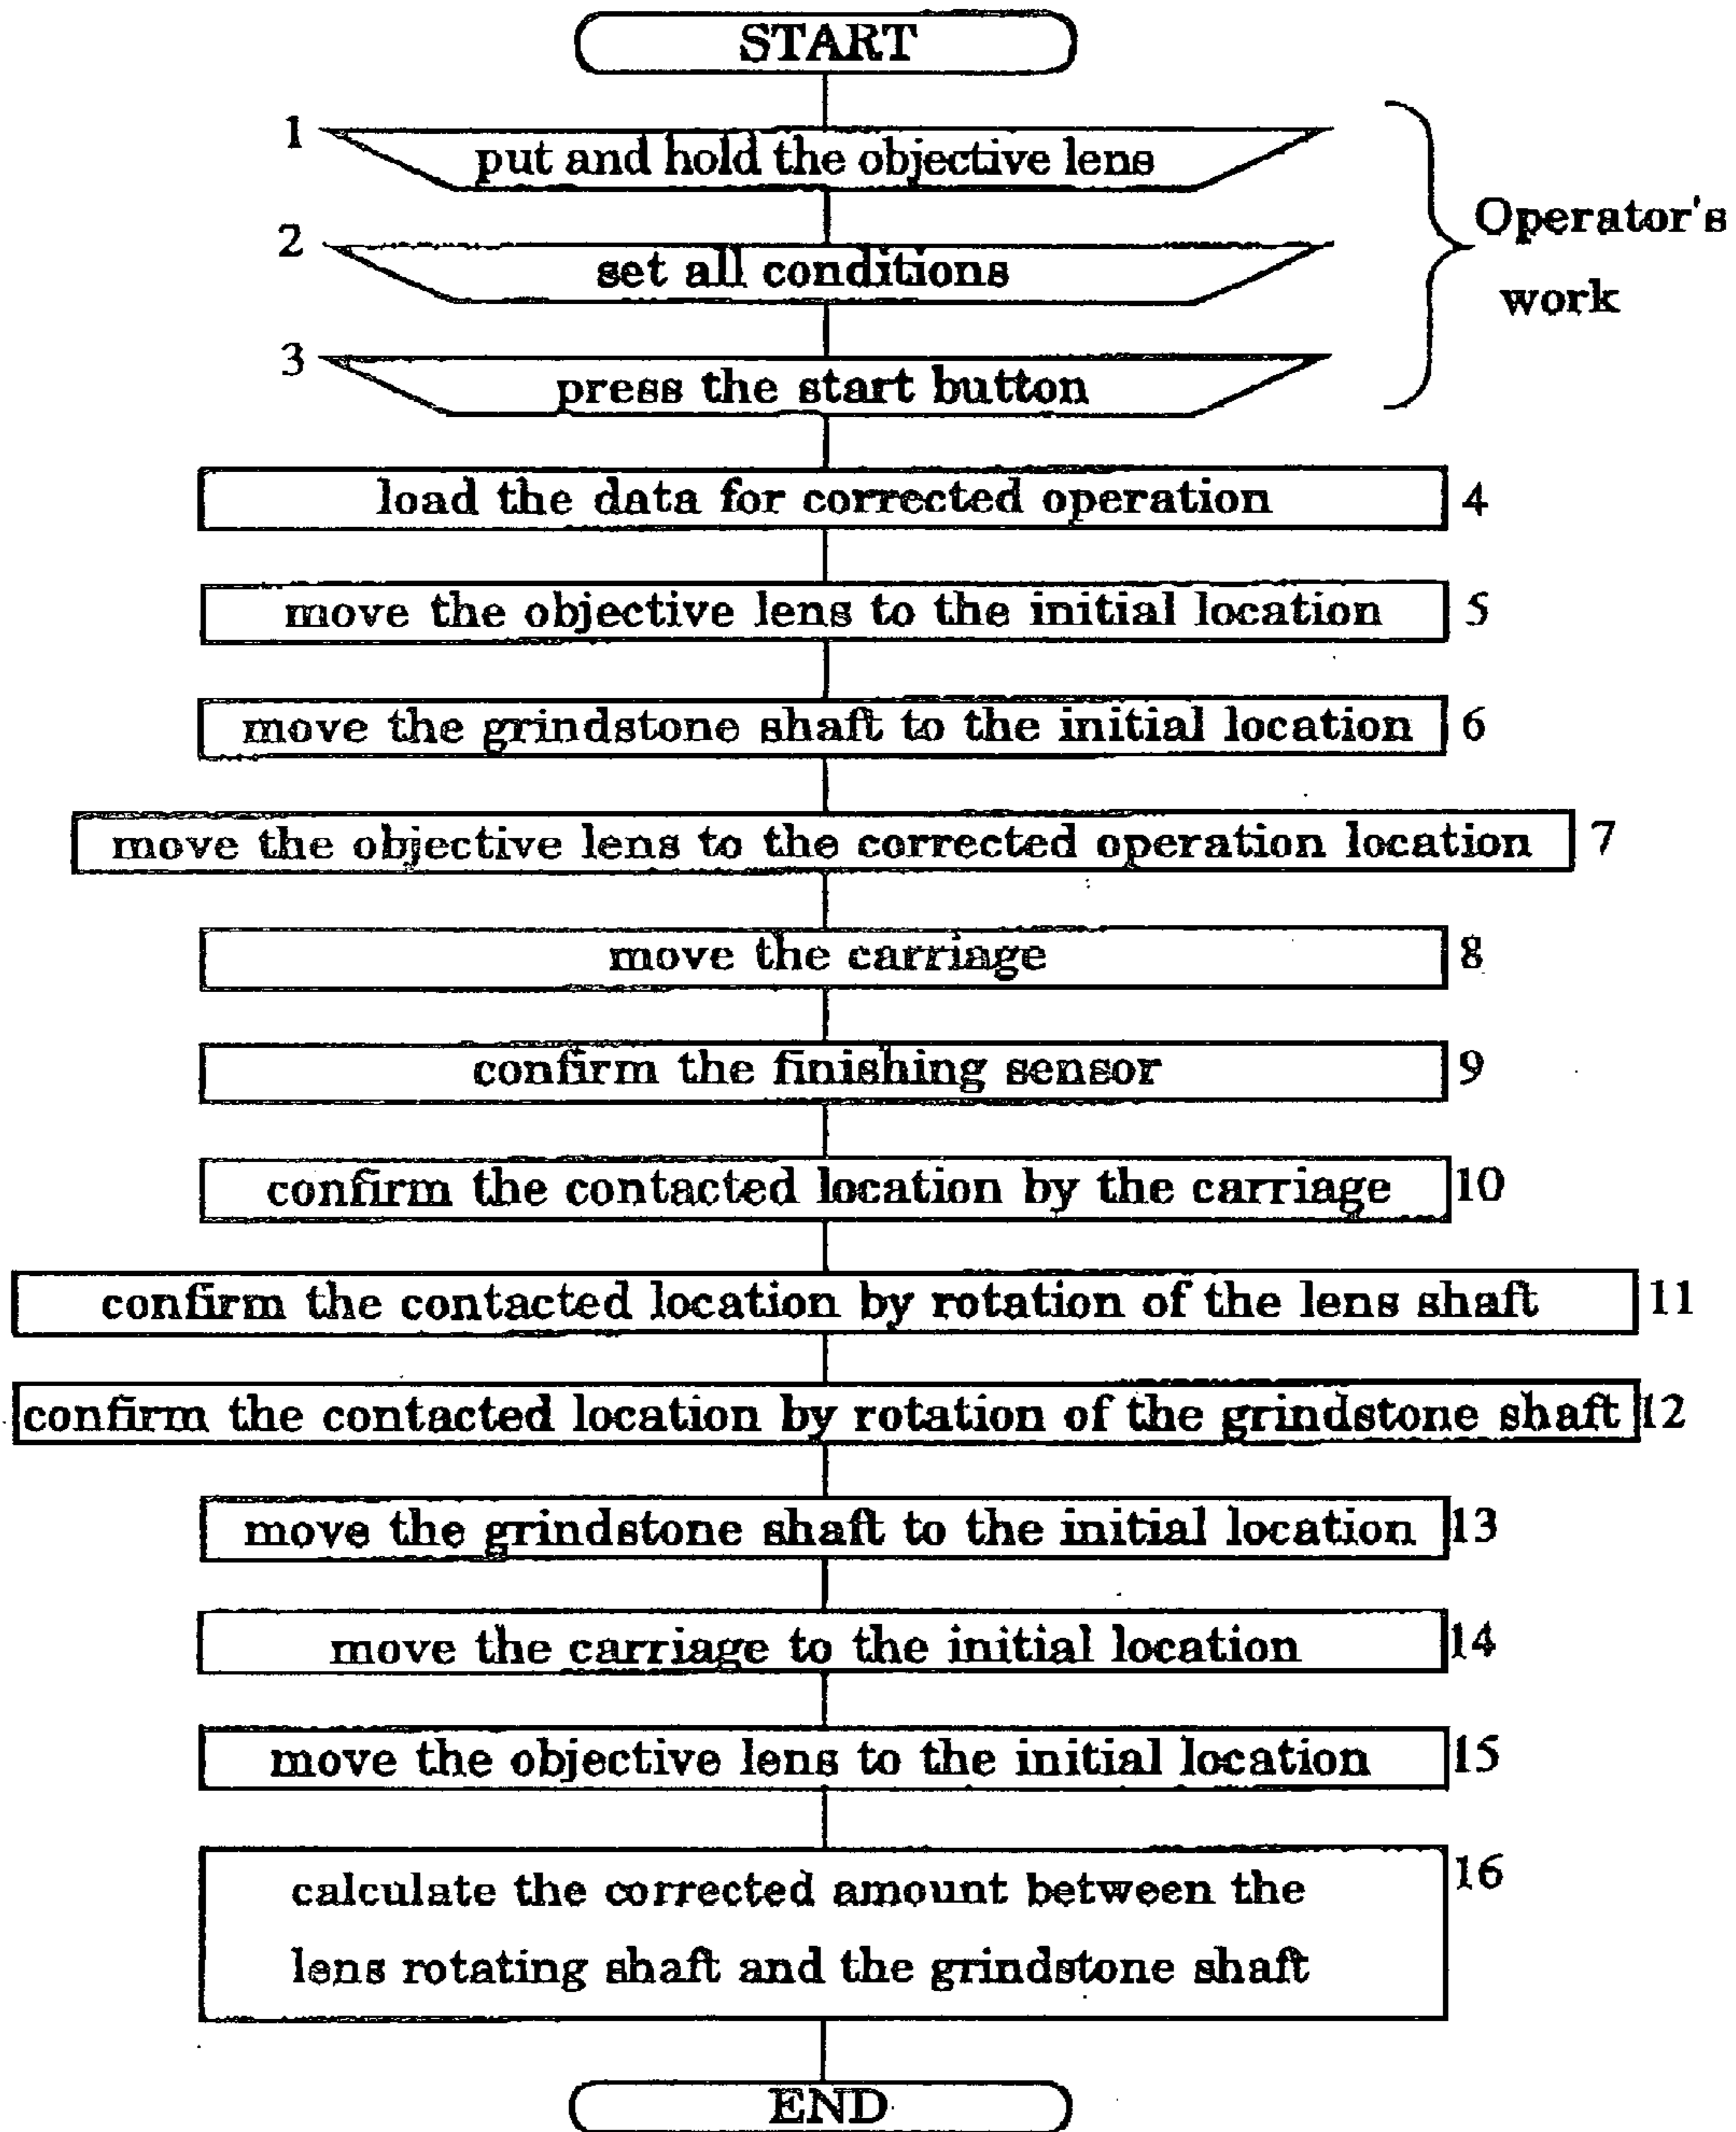 START
1
put and hold the objective lens
2
set all conditions
3
press the start button
Operator's
work
load the data for corrected operation
4
move the objective lens to the initial location
5
move the grindstone shaft to the initial location
6
move the objective lens to the corrected operation location
7
move the carriage
8
confirm the finishing sensor
9
confirm the contacted location by the carriage
10
confirm the contacted location by rotation of the lens shaft
11
confirm the contacted location by rotation of the grindstone shaft
12
move the grindstone shaft to the initial location
13
move the carriage to the initial location
14
move the objective lens to the initial location
15
calculate the corrected amount between the
16
lens rotating shaft and the grindstone shaft
END